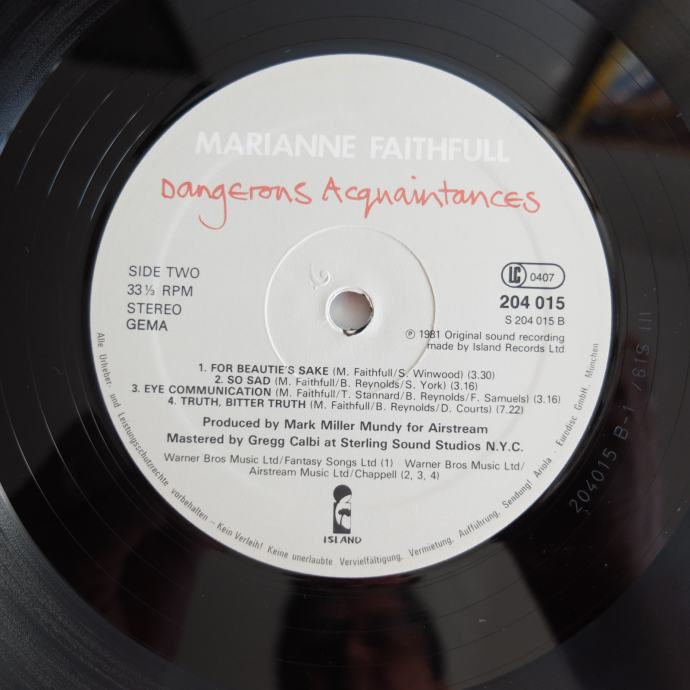 MARIANNE FAITHFULL
Dangerous Acquaintances
SIDE TWO
33⅓ RPM
STEREO
GEMA
LC 0407
204 015
S 204 015 B
Ⓟ 1981 Original sound recording
made by Island Records Ltd
1. FOR BEAUTIE'S SAKE (M. Faithfull/S. Winwood) (3.30)
2. SO SAD (M. Faithfull/B. Reynolds/S. York) (3.16)
3. EYE COMMUNICATION (M. Faithfull/T. Stannard/B. Reynolds/F. Samuels) (3.16)
4. TRUTH, BITTER TRUTH (M. Faithfull/B. Reynolds/D. Courts) (7.22)
Produced by Mark Miller Mundy for Airstream
Mastered by Gregg Calbi at Sterling Sound Studios N.Y.C.
Warner Bros Music Ltd/Fantasy Songs Ltd (1) Warner Bros Music Ltd/
Airstream Music Ltd/Chappell (2, 3, 4)
ISLAND
Alle Urheber- und Leistungsschutzrechte vorbehalten – Kein Verleih! Keine unerlaubte Vervielfältigung, Vermietung, Aufführung, Sendung! Ariola - Eurodisc GmbH. München
204015 B-1